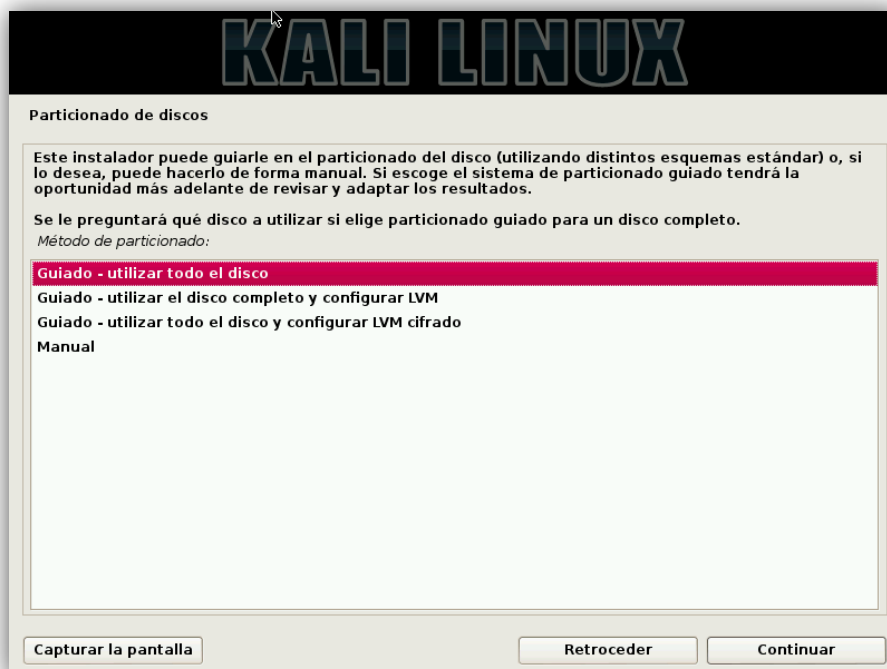 KALI LINUX
Particionado de discos
Este instalador puede guiarle en el particionado del disco (utilizando distintos esquemas estándar) o, si
lo desea, puede hacerlo de forma manual. Si escoge el sistema de particionado guiado tendrá la
oportunidad más adelante de revisar y adaptar los resultados.
Se le preguntará qué disco a utilizar si elige particionado guiado para un disco completo.
Método de particionado:
Guiado - utilizar todo el disco
Guiado - utilizar el disco completo y configurar LVM
Guiado - utilizar todo el disco y configurar LVM cifrado
Manual
Capturar la pantalla
Retroceder
Continuar